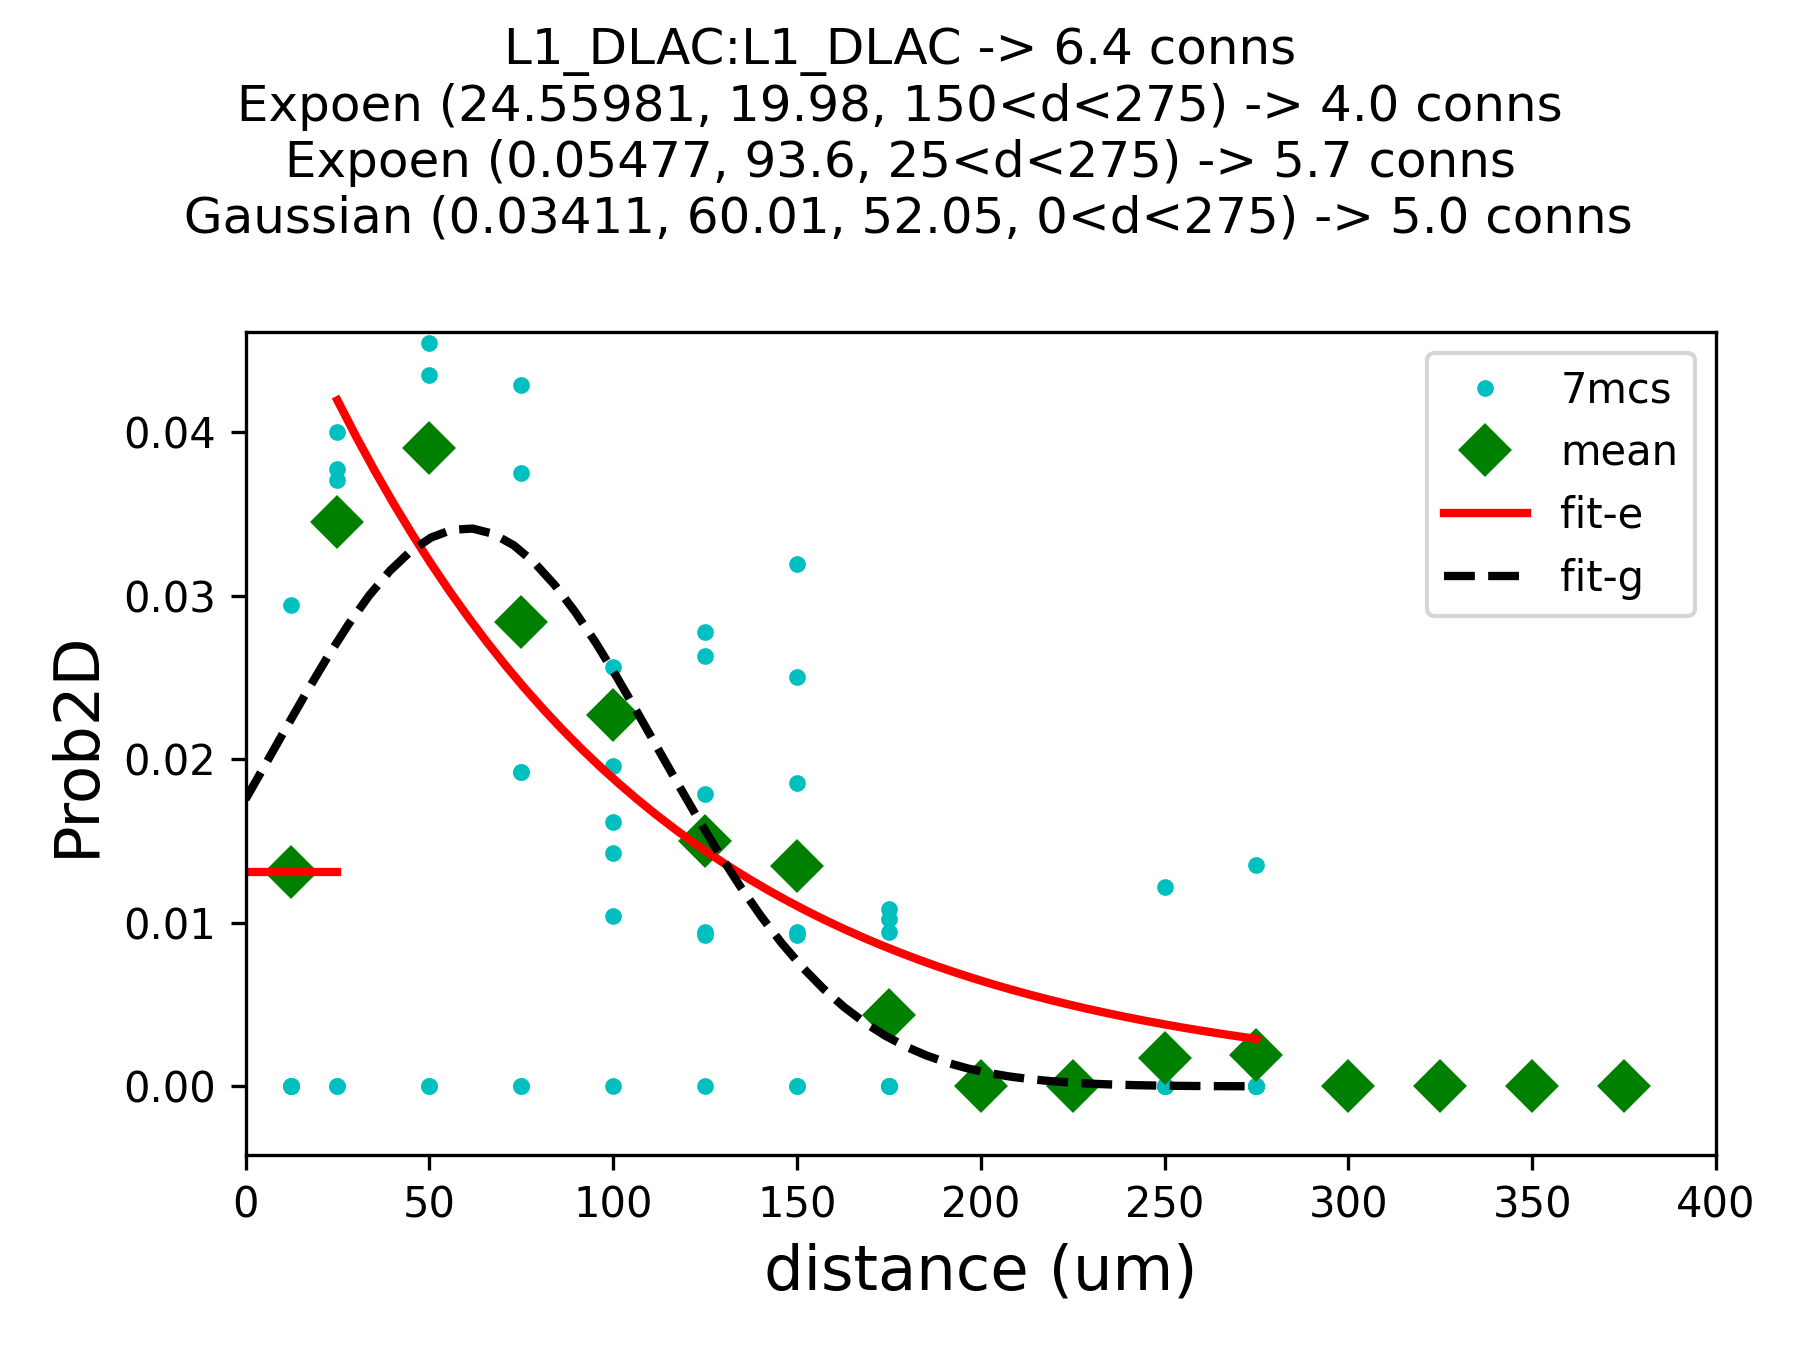 L1_DLAC:L1_DLAC -> 6.4 conns
Expoen (24.55981, 19.98, 150<d<275) -> 4.0 conns
Expoen (0.05477, 93.6, 25<d<275) -> 5.7 conns
Gaussian (0.03411, 60.01, 52.05, 0<d<275) -> 5.0 conns
7mcs
mean
fit-e
fit-g
0.04
0.03
0.02
0.01
0.00
Prob2D
0 50 100 150 200 250 300 350 400
distance (um)